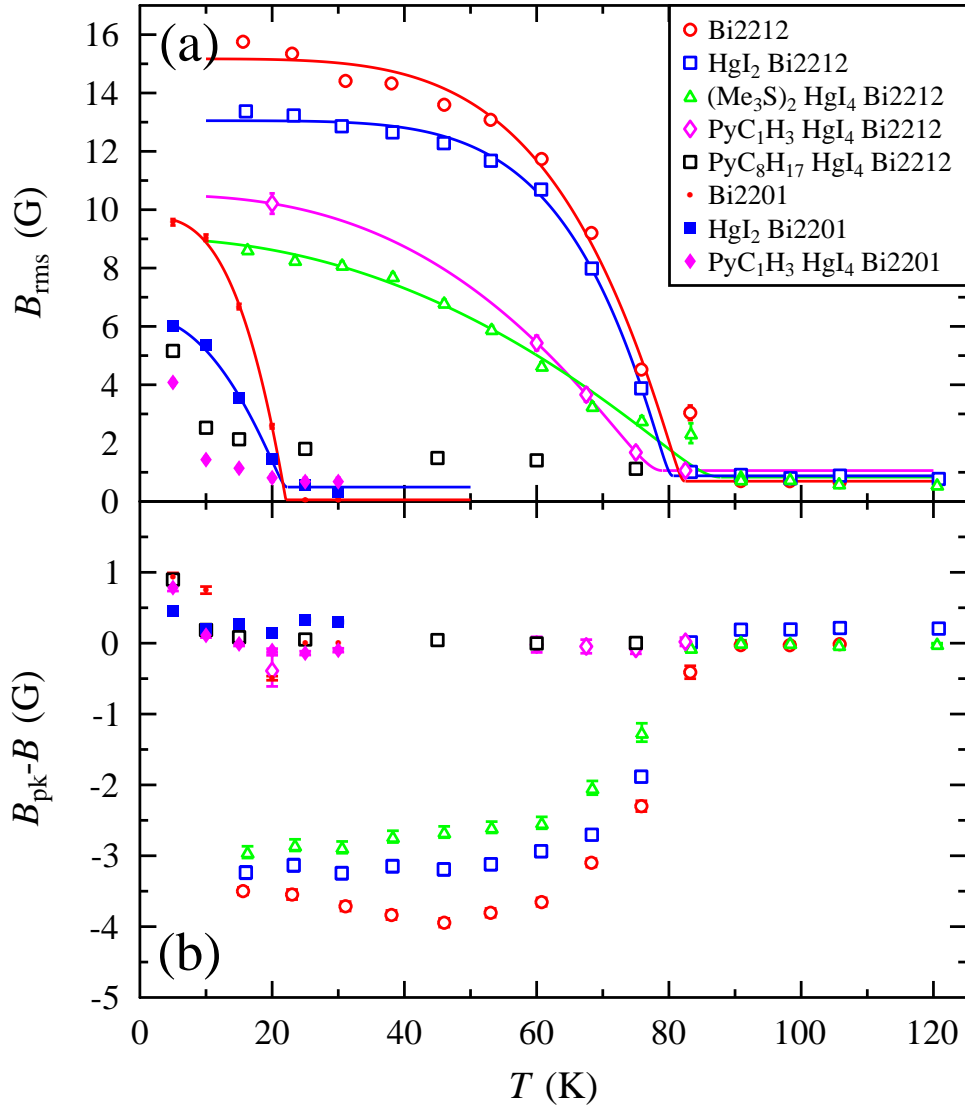 (a)
16
14
12
10
8
6
4
2
0
B_rms (G)
Bi2212
HgI₂ Bi2212
(Me₃S)₂ HgI₄ Bi2212
PyC₁H₃ HgI₄ Bi2212
PyC₈H₁₇ HgI₄ Bi2212
Bi2201
HgI₂ Bi2201
PyC₁H₃ HgI₄ Bi2201
1
0
-1
-2
-3
-4
-5
B_pk-B (G)
(b)
0 20 40 60 80 100 120
T (K)